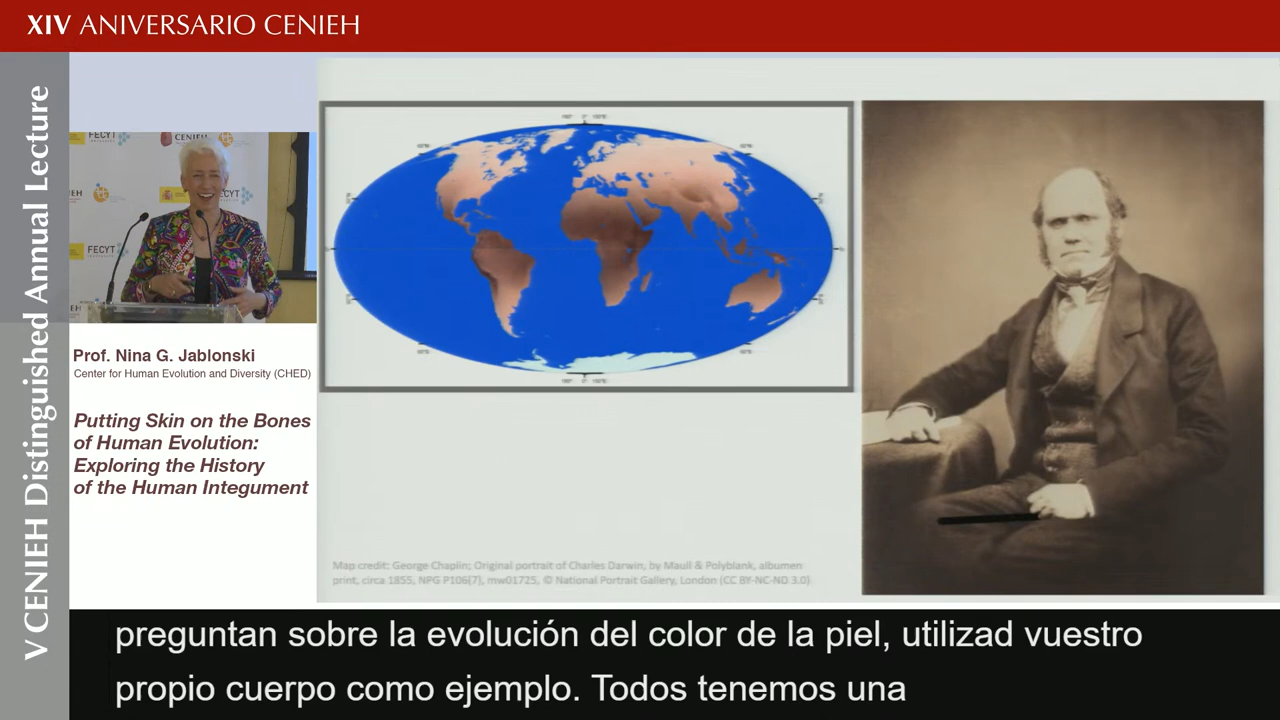 XIV ANIVERSARIO CENIEH
V CENIEH Distinguished Annual Lecture
FECYT
CENIEH
FECYT
FECYT
Prof. Nina G. Jablonski
Center for Human Evolution and Diversity (CHED)
Putting Skin on the Bones
of Human Evolution:
Exploring the History
of the Human Integument
Map credit: George Chaplin; Original portrait of Charles Darwin, by Maull & Polyblank, albumen
print, circa 1855, NPG P106(7), mw01725, © National Portrait Gallery, London (CC BY-NC-ND 3.0)
preguntan sobre la evolución del color de la piel, utilizad vuestro
propio cuerpo como ejemplo. Todos tenemos una